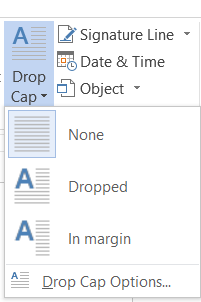 Drop
Cap
Signature Line
Date & Time
Object
None
A
Dropped
A
In margin
Drop Cap Options...